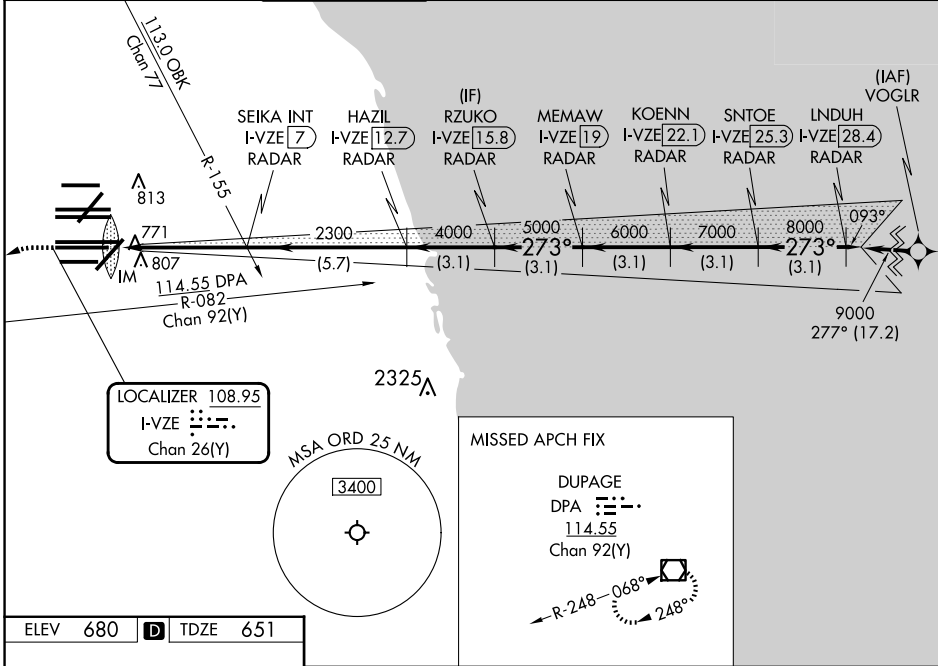 113.0 OBK
Chan 77
R-155
SEIKA INT
I-VZE 7
RADAR
HAZIL
I-VZE 12.7
RADAR
(IF)
RZUKO
I-VZE 15.8
RADAR
MEMAW
I-VZE 19
RADAR
KOENN
I-VZE 22.1
RADAR
SNTOE
I-VZE 25.3
RADAR
LNDUH
I-VZE 28.4
RADAR
(IAF)
VOGLR
813
771
807
IM
2300
4000
5000
6000
7000
8000
093°
273°
273°
(5.7)
(3.1)
(3.1)
(3.1)
(3.1)
(3.1)
9000
277° (17.2)
114.55 DPA
R-082
Chan 92(Y)
2325
LOCALIZER 108.95
I-VZE
Chan 26(Y)
MSA ORD 25 NM
3400
MISSED APCH FIX
DUPAGE
DPA
114.55
Chan 92(Y)
R-248
068°
248°
ELEV 680 D TDZE 651